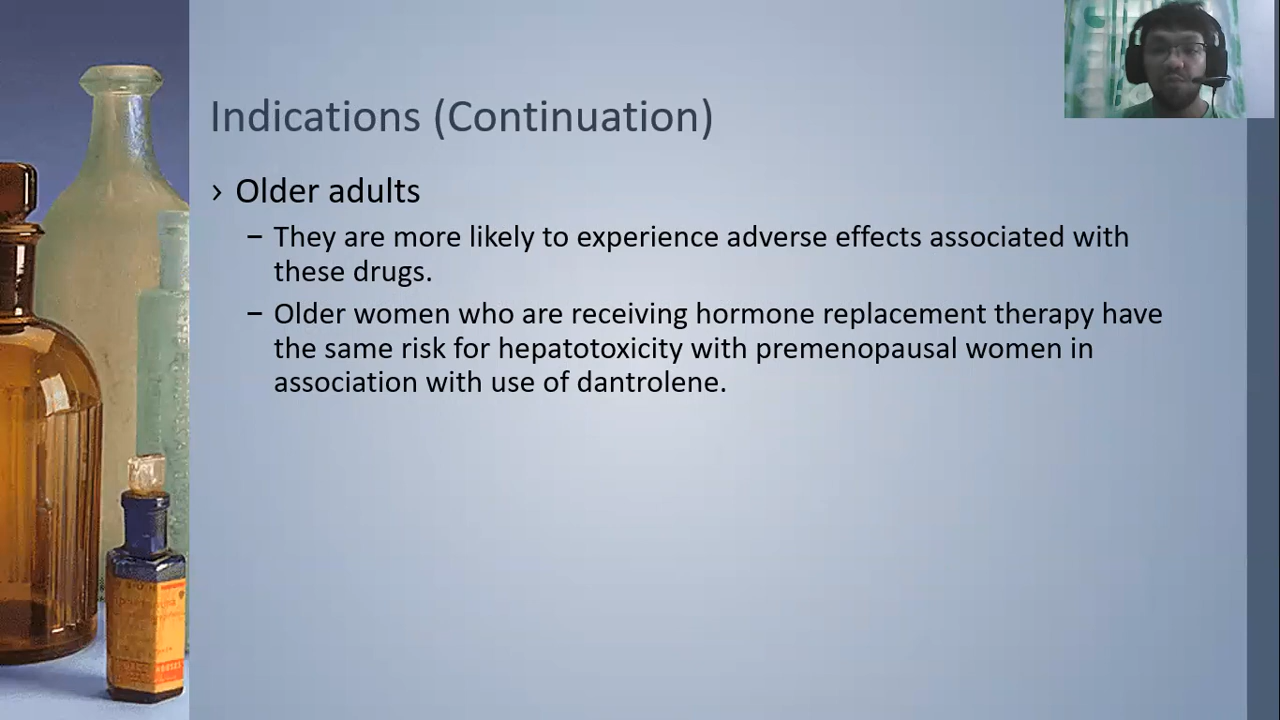 Indications (Continuation)
› Older adults
– They are more likely to experience adverse effects associated with
these drugs.
– Older women who are receiving hormone replacement therapy have
the same risk for hepatotoxicity with premenopausal women in
association with use of dantrolene.